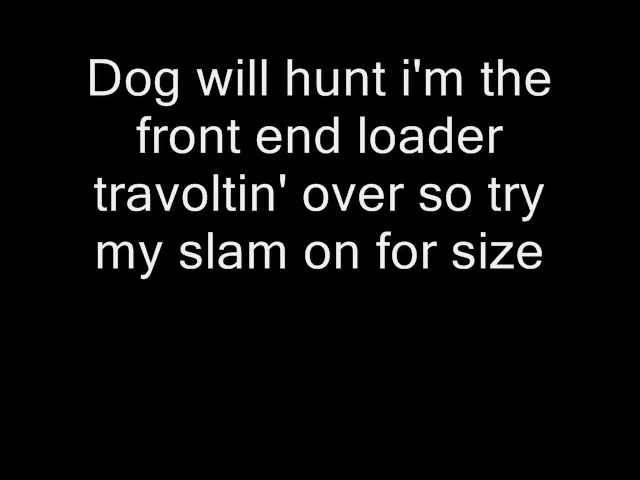 Dog will hunt i'm the
front end loader
travoltin' over so try
my slam on for size